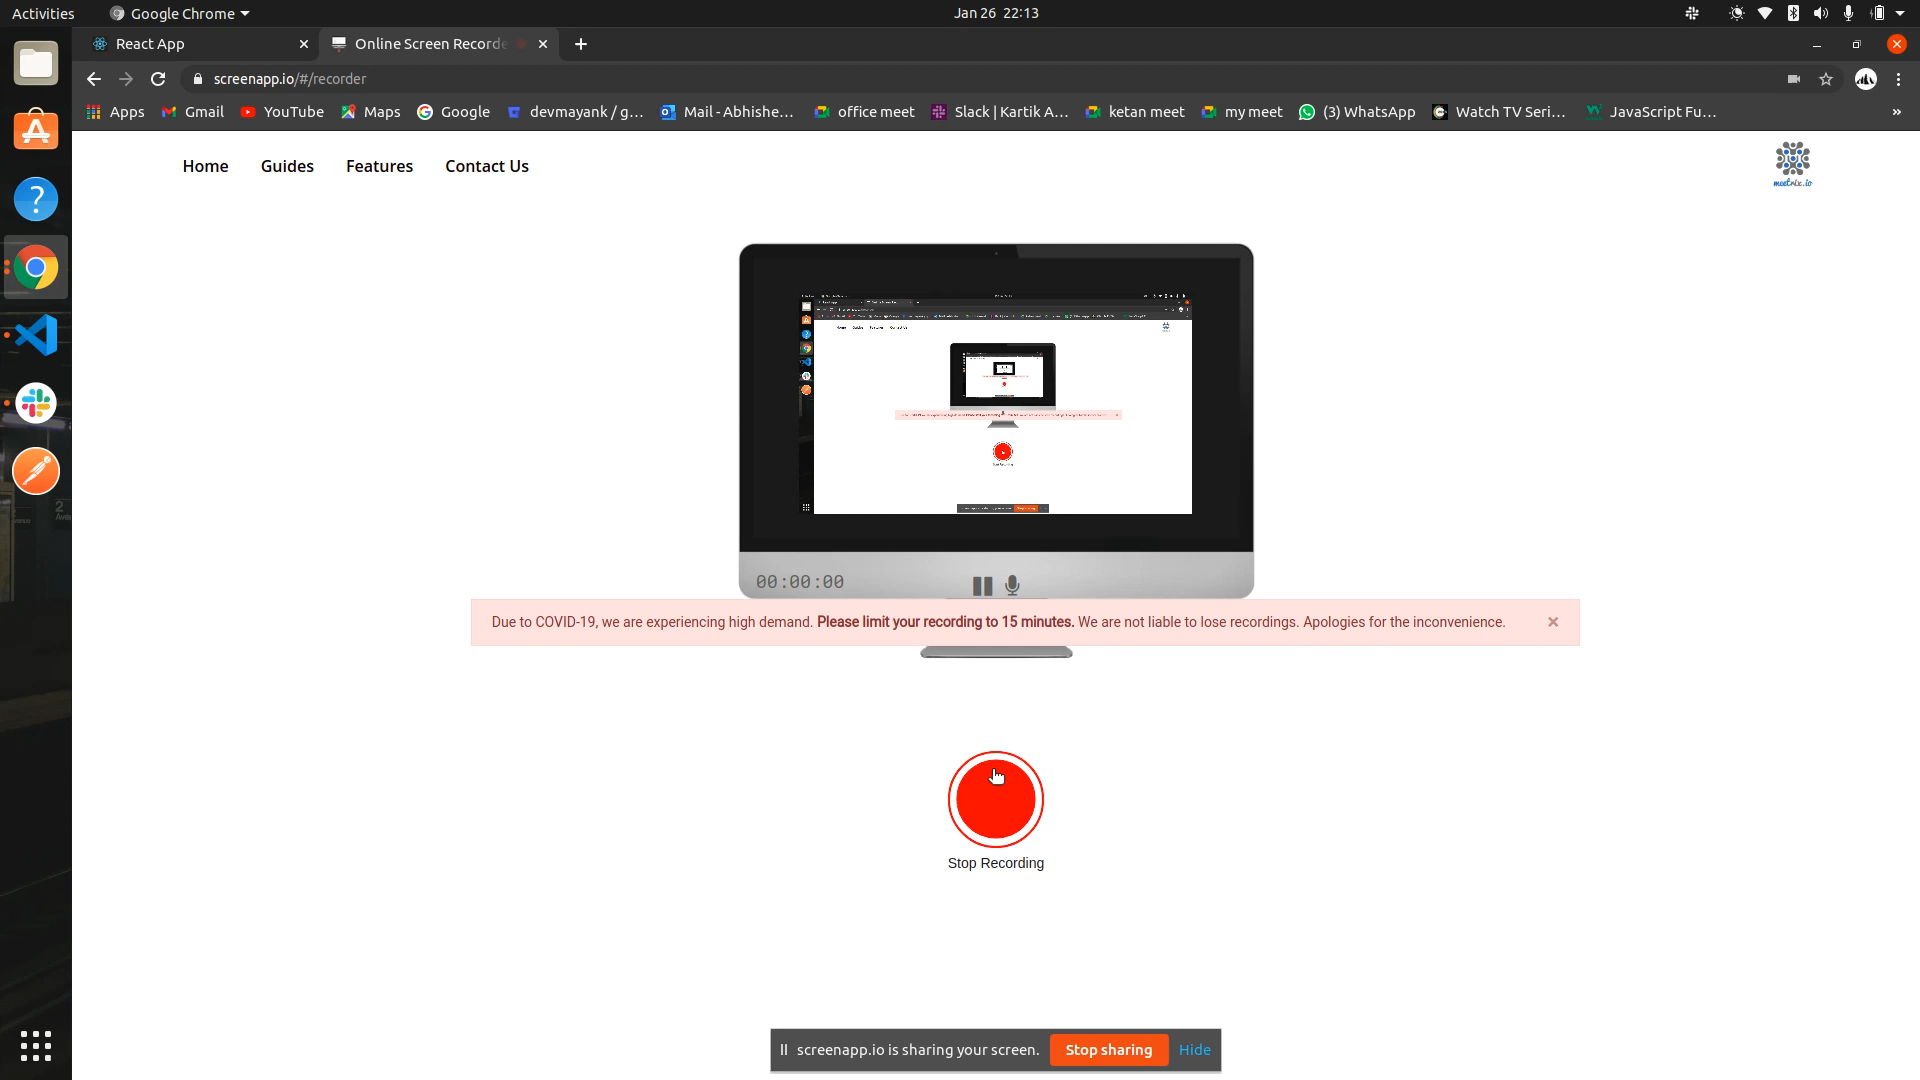 Activities
Google Chrome
Jan 26 22:13
React App
Online Screen Recorde
screenapp.io/#/recorder
Apps
Gmail
YouTube
Maps
Google
devmayank / g...
Mail - Abhishe...
office meet
Slack | Kartik A...
ketan meet
my meet
(3) WhatsApp
Watch TV Seri...
JavaScript Fu...
»
Home
Guides
Features
Contact Us
meetrix.io
00:00:00
Due to COVID-19, we are experiencing high demand. Please limit your recording to 15 minutes. We are not liable to lose recordings. Apologies for the inconvenience.
Stop Recording
screenapp.io is sharing your screen.
Stop sharing
Hide